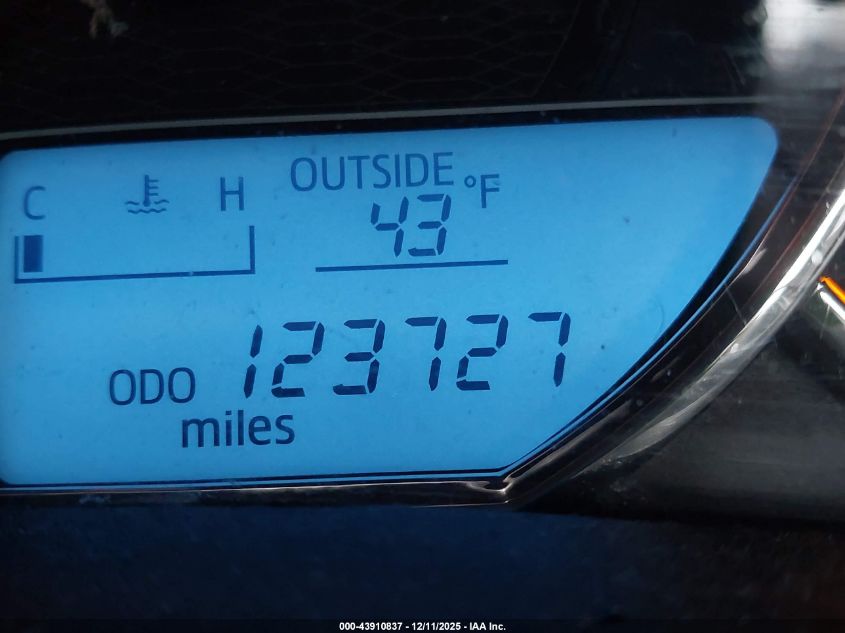 OUTSIDE
C H
43 °F
ODO 123727
miles
000-43910837 - 12/11/2025 - IAA Inc.